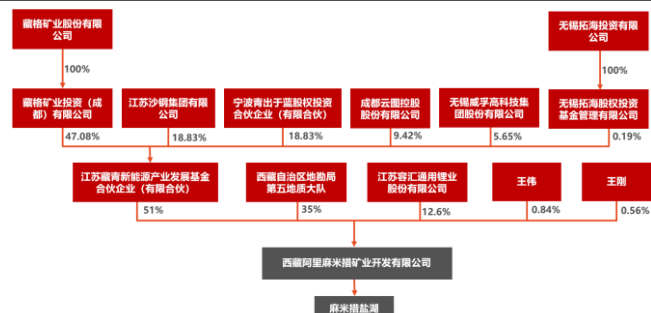 藏格矿业股份有限
公司
无锡拓海投资有限
公司
100%
100%
藏格矿业投资（成
都）有限公司
江苏沙钢集团有限
公司
宁波青出于蓝股权投资
合伙企业（有限合伙）
成都云图控股
股份有限公司
无锡威孚高科技集
团股份有限公司
无锡拓海股权投资
基金管理有限公司
47.08%
18.83%
18.83%
9.42%
5.65%
0.19%
江苏藏青新能源产业发展基金
合伙企业（有限合伙）
西藏自治区地勘局
第五地质大队
江苏容汇通用锂业
股份有限公司
王伟
王刚
51%
35%
12.6%
0.84%
0.56%
西藏阿里麻米措矿业开发有限公司
麻米措盐湖